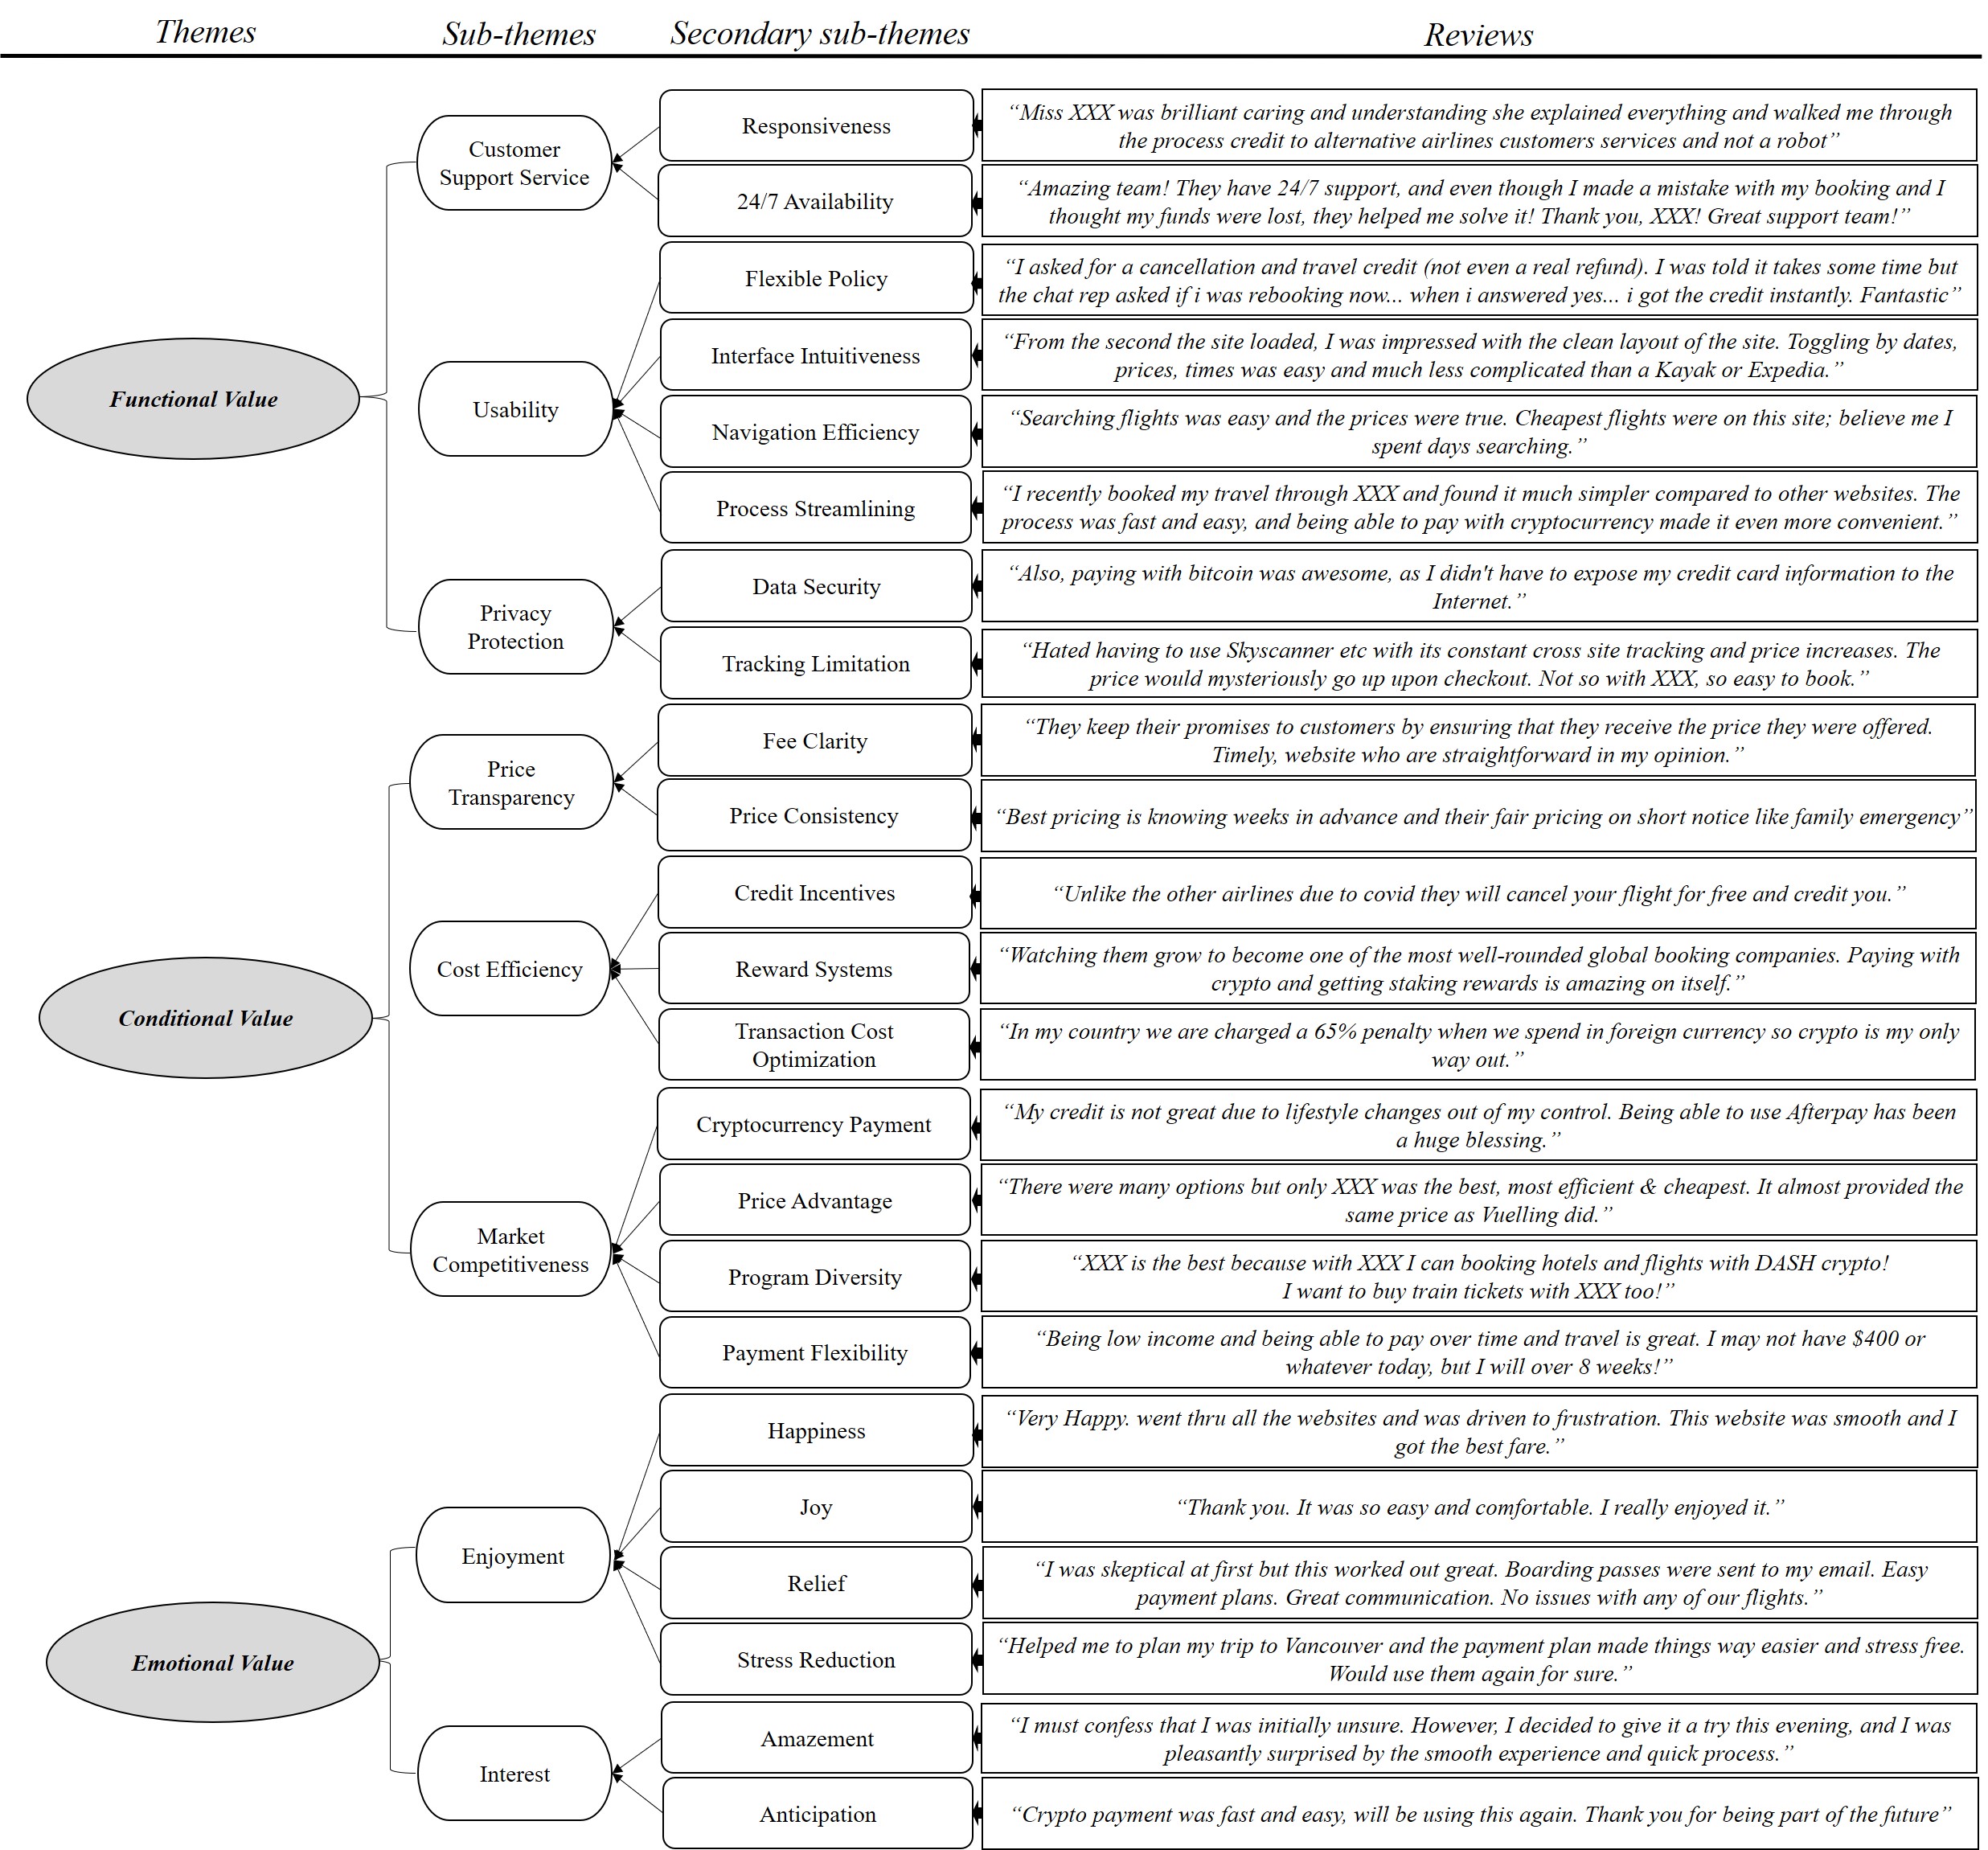 Themes
Sub-themes
Secondary sub-themes
Reviews
Functional Value
Customer
Support Service
Responsiveness
“Miss XXX was brilliant caring and understanding she explained everything and walked me through
the process credit to alternative airlines customers services and not a robot”
24/7 Availability
“Amazing team! They have 24/7 support, and even though I made a mistake with my booking and I
thought my funds were lost, they helped me solve it! Thank you, XXX! Great support team!”
Usability
Flexible Policy
“I asked for a cancellation and travel credit (not even a real refund). I was told it takes some time but
the chat rep asked if i was rebooking now... when i answered yes... i got the credit instantly. Fantastic”
Interface Intuitiveness
“From the second the site loaded, I was impressed with the clean layout of the site. Toggling by dates,
prices, times was easy and much less complicated than a Kayak or Expedia.”
Navigation Efficiency
“Searching flights was easy and the prices were true. Cheapest flights were on this site; believe me I
spent days searching.”
Process Streamlining
“I recently booked my travel through XXX and found it much simpler compared to other websites. The
process was fast and easy, and being able to pay with cryptocurrency made it even more convenient.”
Privacy
Protection
Data Security
“Also, paying with bitcoin was awesome, as I didn't have to expose my credit card information to the
Internet.”
Tracking Limitation
“Hated having to use Skyscanner etc with its constant cross site tracking and price increases. The
price would mysteriously go up upon checkout. Not so with XXX, so easy to book.”
Conditional Value
Price
Transparency
Fee Clarity
“They keep their promises to customers by ensuring that they receive the price they were offered.
Timely, website who are straightforward in my opinion.”
Price Consistency
“Best pricing is knowing weeks in advance and their fair pricing on short notice like family emergency”
Cost Efficiency
Credit Incentives
“Unlike the other airlines due to covid they will cancel your flight for free and credit you.”
Reward Systems
“Watching them grow to become one of the most well-rounded global booking companies. Paying with
crypto and getting staking rewards is amazing on itself.”
Transaction Cost
Optimization
“In my country we are charged a 65% penalty when we spend in foreign currency so crypto is my only
way out.”
Market
Competitiveness
Cryptocurrency Payment
“My credit is not great due to lifestyle changes out of my control. Being able to use Afterpay has been
a huge blessing.”
Price Advantage
“There were many options but only XXX was the best, most efficient & cheapest. It almost provided the
same price as Vuelling did.”
Program Diversity
“XXX is the best because with XXX I can booking hotels and flights with DASH crypto!
I want to buy train tickets with XXX too!”
Payment Flexibility
“Being low income and being able to pay over time and travel is great. I may not have $400 or
whatever today, but I will over 8 weeks!”
Emotional Value
Enjoyment
Happiness
“Very Happy. went thru all the websites and was driven to frustration. This website was smooth and I
got the best fare.”
Joy
“Thank you. It was so easy and comfortable. I really enjoyed it.”
Relief
“I was skeptical at first but this worked out great. Boarding passes were sent to my email. Easy
payment plans. Great communication. No issues with any of our flights.”
Stress Reduction
“Helped me to plan my trip to Vancouver and the payment plan made things way easier and stress free.
Would use them again for sure.”
Interest
Amazement
“I must confess that I was initially unsure. However, I decided to give it a try this evening, and I was
pleasantly surprised by the smooth experience and quick process.”
Anticipation
“Crypto payment was fast and easy, will be using this again. Thank you for being part of the future”